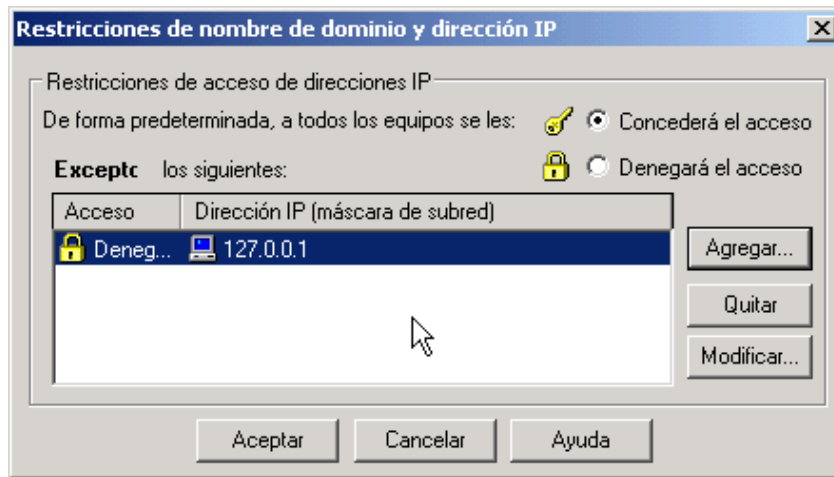 Restricciones de nombre de dominio y dirección IP
Restricciones de acceso de direcciones IP
De forma predeterminada, a todos los equipos se les:
Concederá el acceso
Denegará el acceso
Exceptc los siguientes:
Acceso Dirección IP (máscara de subred)
Deneg... 127.0.0.1
Agregar...
Quitar
Modificar...
Aceptar Cancelar Ayuda